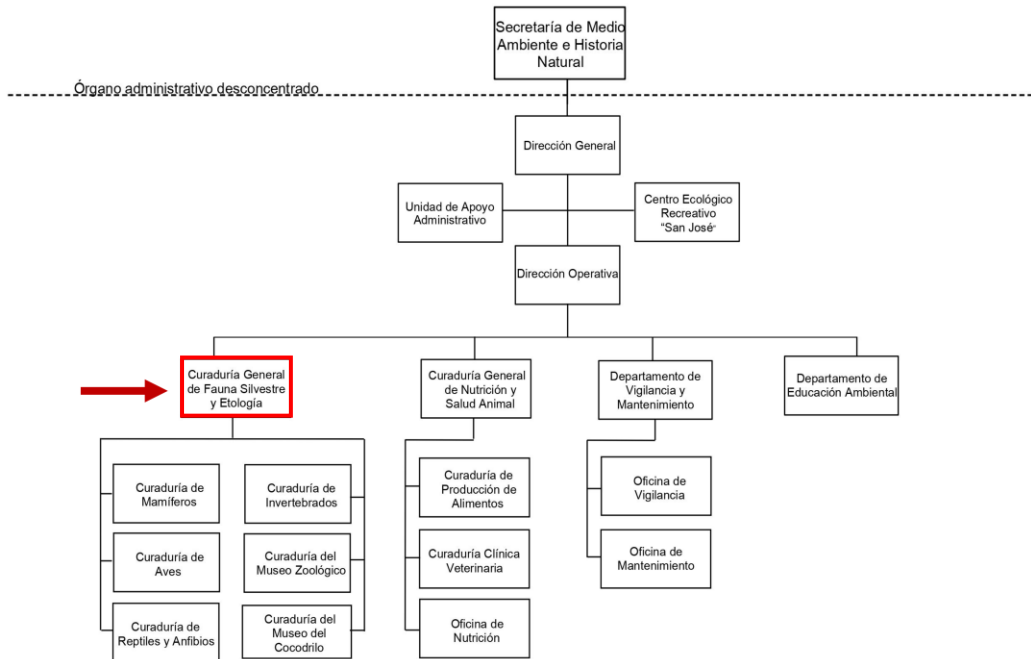 Secretaría de Medio
Ambiente e Historia
Natural
Órgano administrativo desconcentrado
Dirección General
Unidad de Apoyo
Administrativo
Centro Ecológico
Recreativo
"San José"
Dirección Operativa
Curaduría General
de Fauna Silvestre
y Etología
Curaduría General
de Nutrición y
Salud Animal
Departamento de
Vigilancia y
Mantenimiento
Departamento de
Educación Ambiental
Curaduría de
Mamíferos
Curaduría de
Invertebrados
Curaduría de
Producción de
Alimentos
Oficina de
Vigilancia
Curaduría de
Aves
Curaduría del
Museo Zoológico
Curaduría Clínica
Veterinaria
Oficina de
Mantenimiento
Curaduría de
Reptiles y Anfibios
Curaduría del
Museo del
Cocodrilo
Oficina de
Nutrición